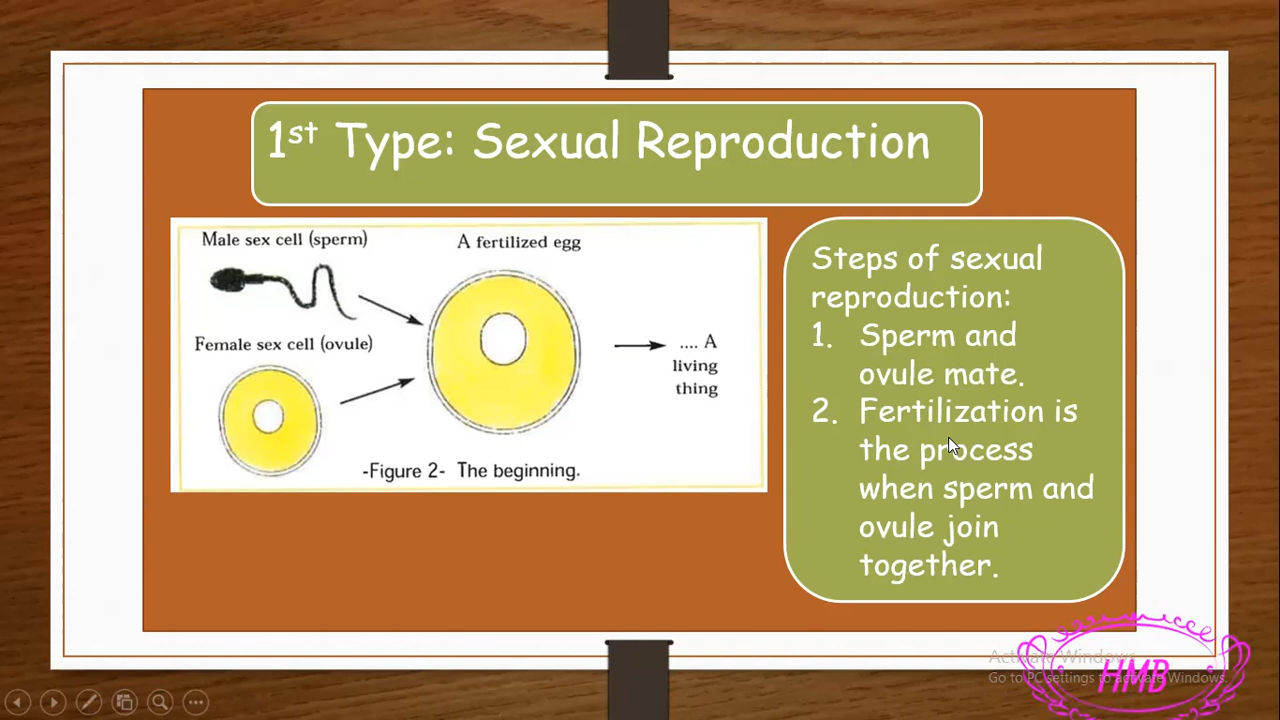 1st Type: Sexual Reproduction
Male sex cell (sperm)
A fertilized egg
Female sex cell (ovule)
.... A
living
thing
-Figure 2- The beginning.
Steps of sexual
reproduction:
1. Sperm and
ovule mate.
2. Fertilization is
the process
when sperm and
ovule join
together.
Activate Windows
Go to PC settings to activate Windows.
HMB